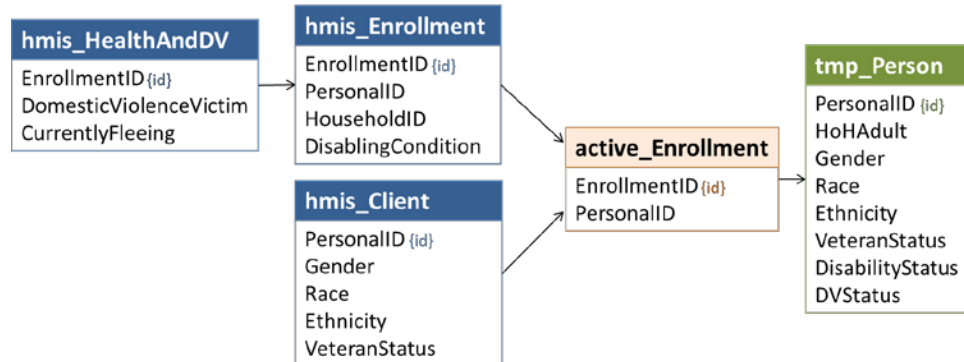 hmis_HealthAndDV
EnrollmentID {id}
DomesticViolenceVictim
CurrentlyFleeing
hmis_Enrollment
EnrollmentID {id}
PersonalID
HouseholdID
DisablingCondition
hmis_Client
PersonalID {id}
Gender
Race
Ethnicity
VeteranStatus
active_Enrollment
EnrollmentID {id}
PersonalID
tmp_Person
PersonalID {id}
HoHAdult
Gender
Race
Ethnicity
VeteranStatus
DisabilityStatus
DVStatus